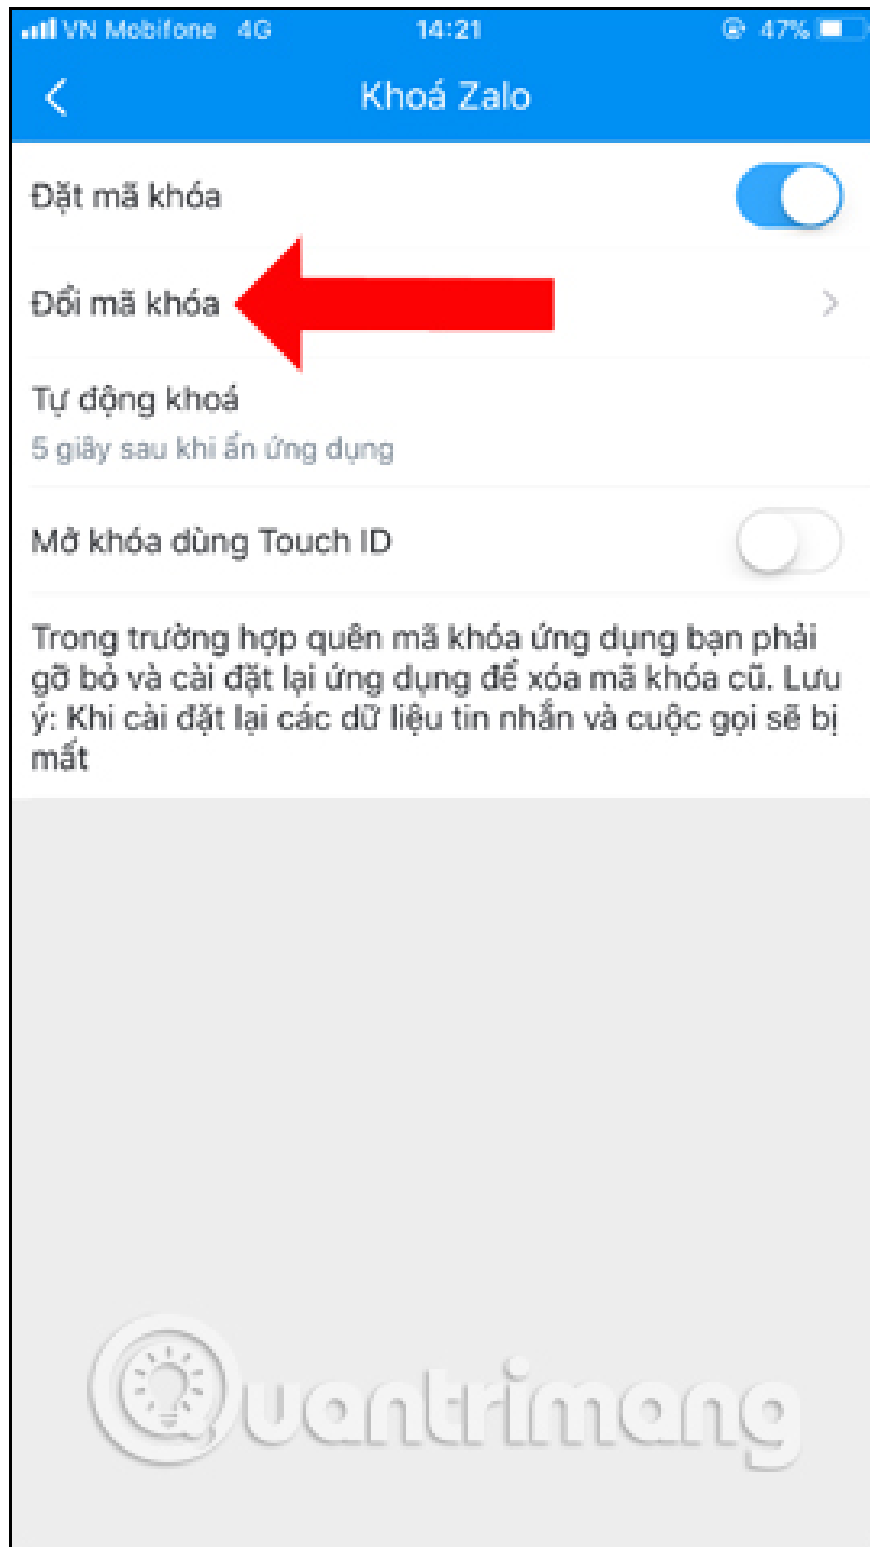 VN Mobifone 4G 14:21 47%
Khoá Zalo
Đặt mã khóa
Đổi mã khóa
Tự động khoá
5 giây sau khi ẩn ứng dụng
Mở khóa dùng Touch ID
Trong trường hợp quên mã khóa ứng dụng bạn phải
gỡ bỏ và cài đặt lại ứng dụng để xóa mã khóa cũ. Lưu
ý: Khi cài đặt lại các dữ liệu tin nhắn và cuộc gọi sẽ bị
mất
Quantrimang